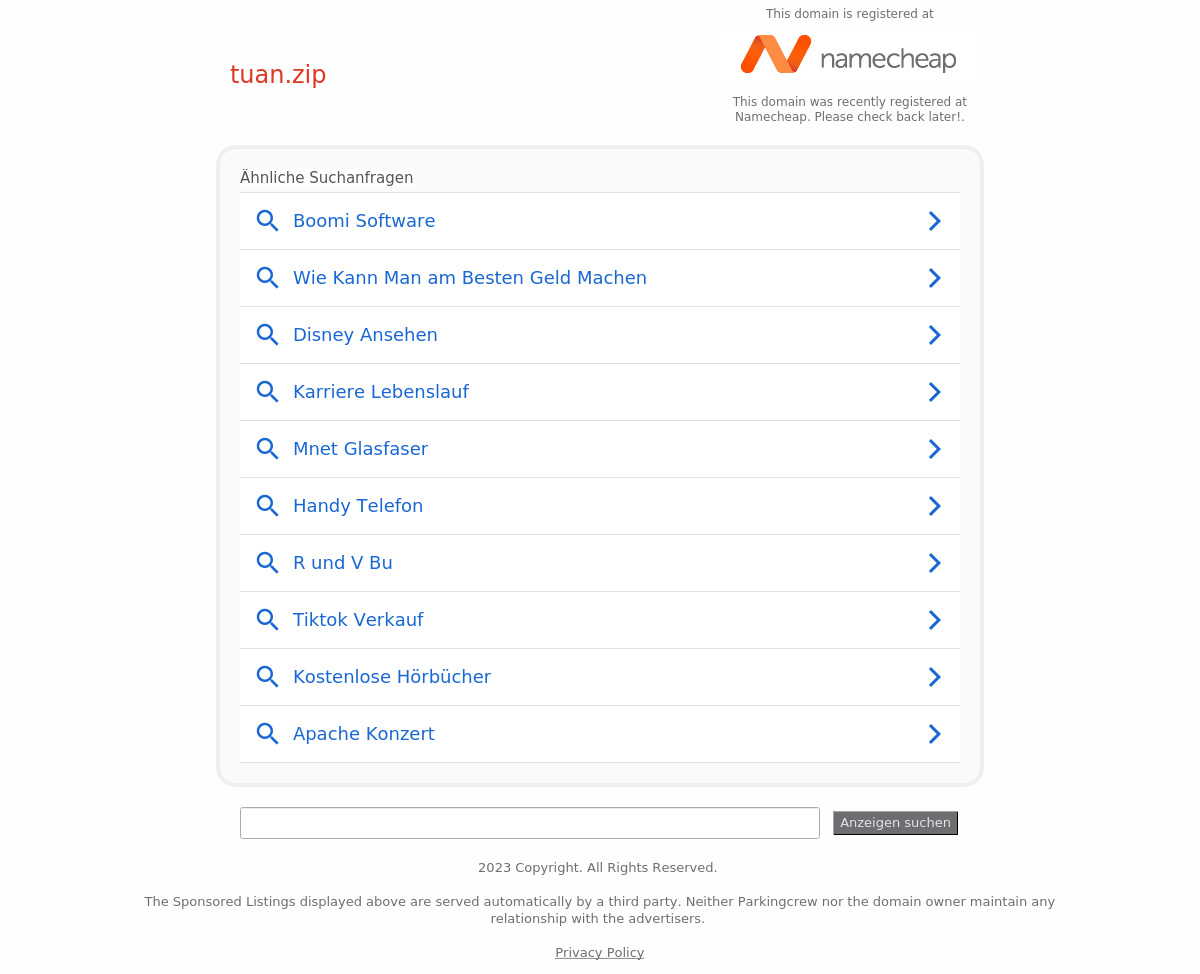 This domain is registered at
namecheap
tuan.zip
This domain was recently registered at
Namecheap. Please check back later!.
Ähnliche Suchanfragen
Boomi Software
Wie Kann Man am Besten Geld Machen
Disney Ansehen
Karriere Lebenslauf
Mnet Glasfaser
Handy Telefon
R und V Bu
Tiktok Verkauf
Kostenlose Hörbücher
Apache Konzert
Anzeigen suchen
2023 Copyright. All Rights Reserved.
The Sponsored Listings displayed above are served automatically by a third party. Neither Parkingcrew nor the domain owner maintain any
relationship with the advertisers.
Privacy Policy